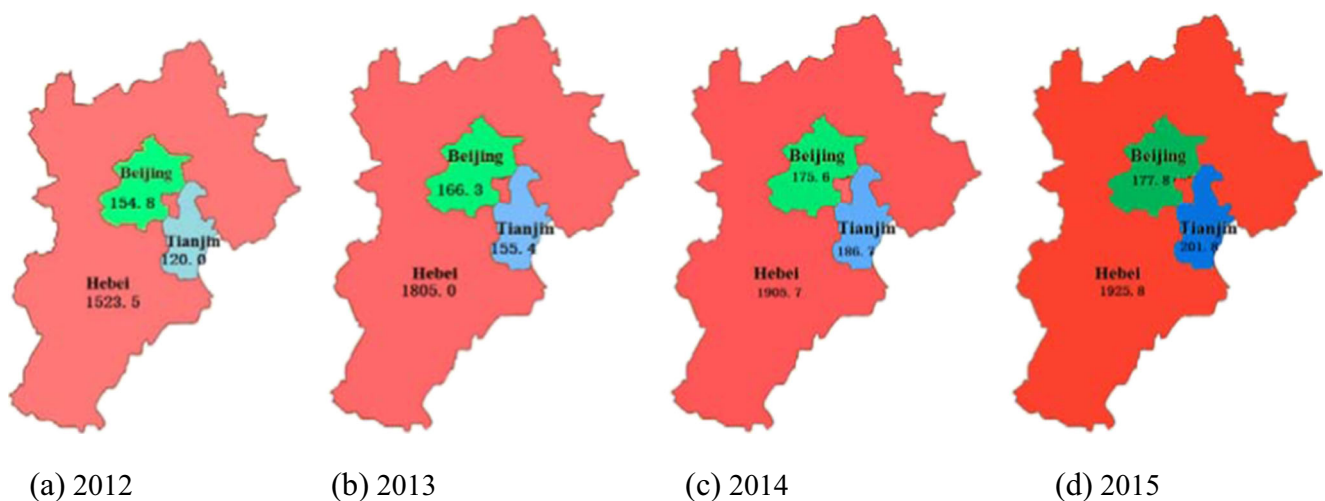 Beijing
154. 8
Tianjin
120. 0
Hebei
1523. 5
Beijing
166. 3
Tianjin
155. 4
Hebei
1805. 0
Beijing
175. 6
Tianjin
186. 7
Hebei
1905. 7
Beijing
177. 8
Tianjin
201. 8
Hebei
1925. 8
(a) 2012
(b) 2013
(c) 2014
(d) 2015